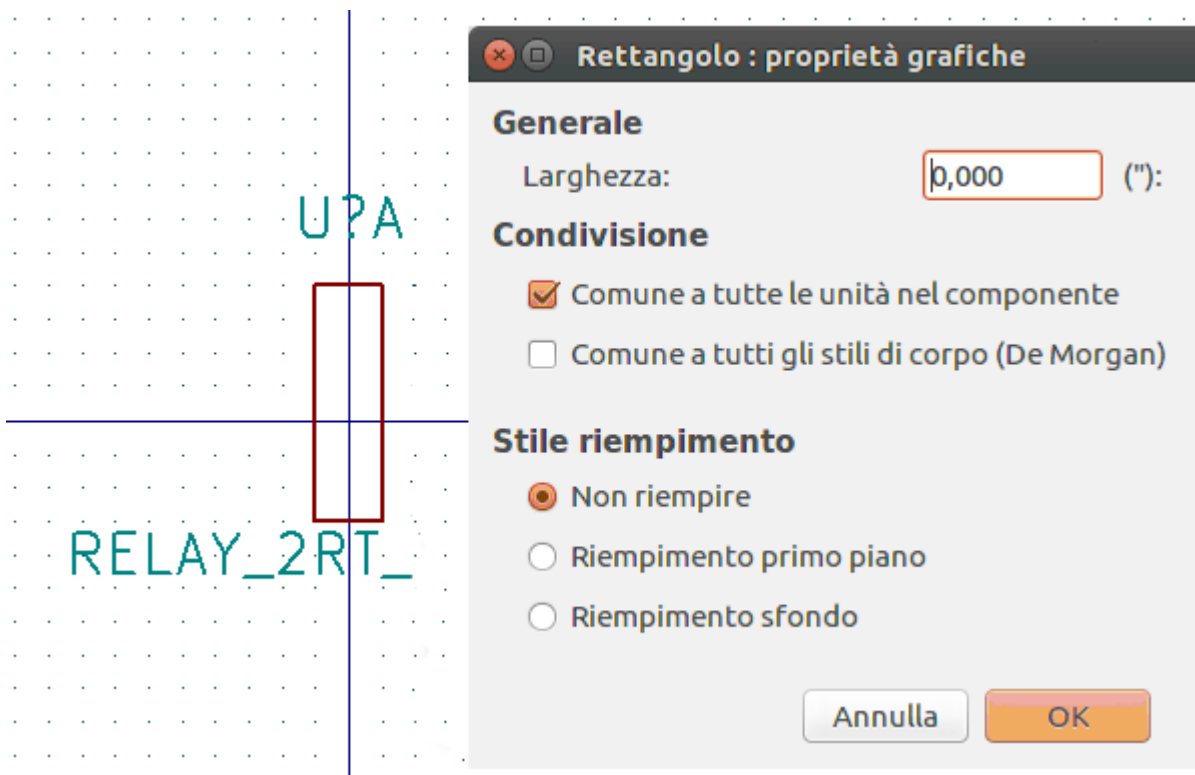 U?A
RELAY_2RT_
Rettangolo : proprietà grafiche
Generale
Larghezza: 0,000 ("):
Condivisione
Comune a tutte le unità nel componente
Comune a tutti gli stili di corpo (De Morgan)
Stile riempimento
Non riempire
Riempimento primo piano
Riempimento sfondo
Annulla OK